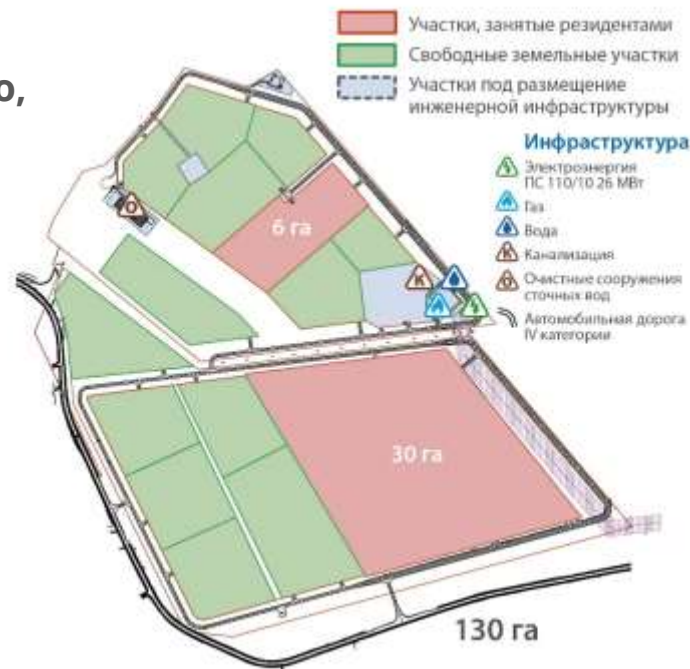 о,
Участки, занятые резидентами
Свободные земельные участки
Участки под размещение
инженерной инфраструктуры
Инфраструктура
Электроэнергия
ПС 110/10 26 МВт
Газ
Вода
К
Канализация
О
Очистные сооружения
сточных вод
Автомобильная дорога
IV категории
О
6 га
К
30 га
130 га